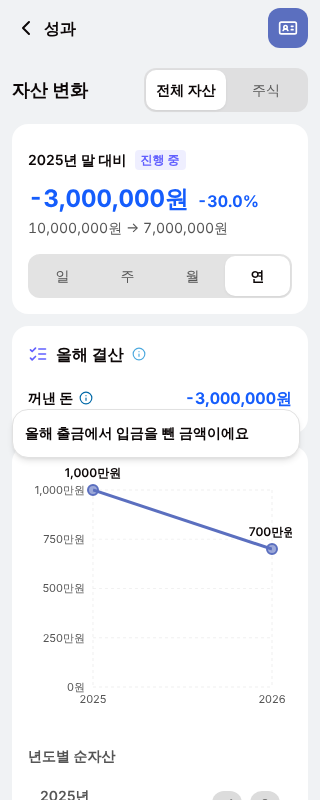 성과
자산 변화
전체 자산
주식
2025년 말 대비 진행 중
-3,000,000원 -30.0%
10,000,000원 → 7,000,000원
일 주 월 연
올해 결산
꺼낸 돈
-3,000,000원
올해 출금에서 입금을 뺀 금액이에요
1,000만원
1,000만원
700만원
750만원
500만원
250만원
0원
2025 2026
년도별 순자산
2025년